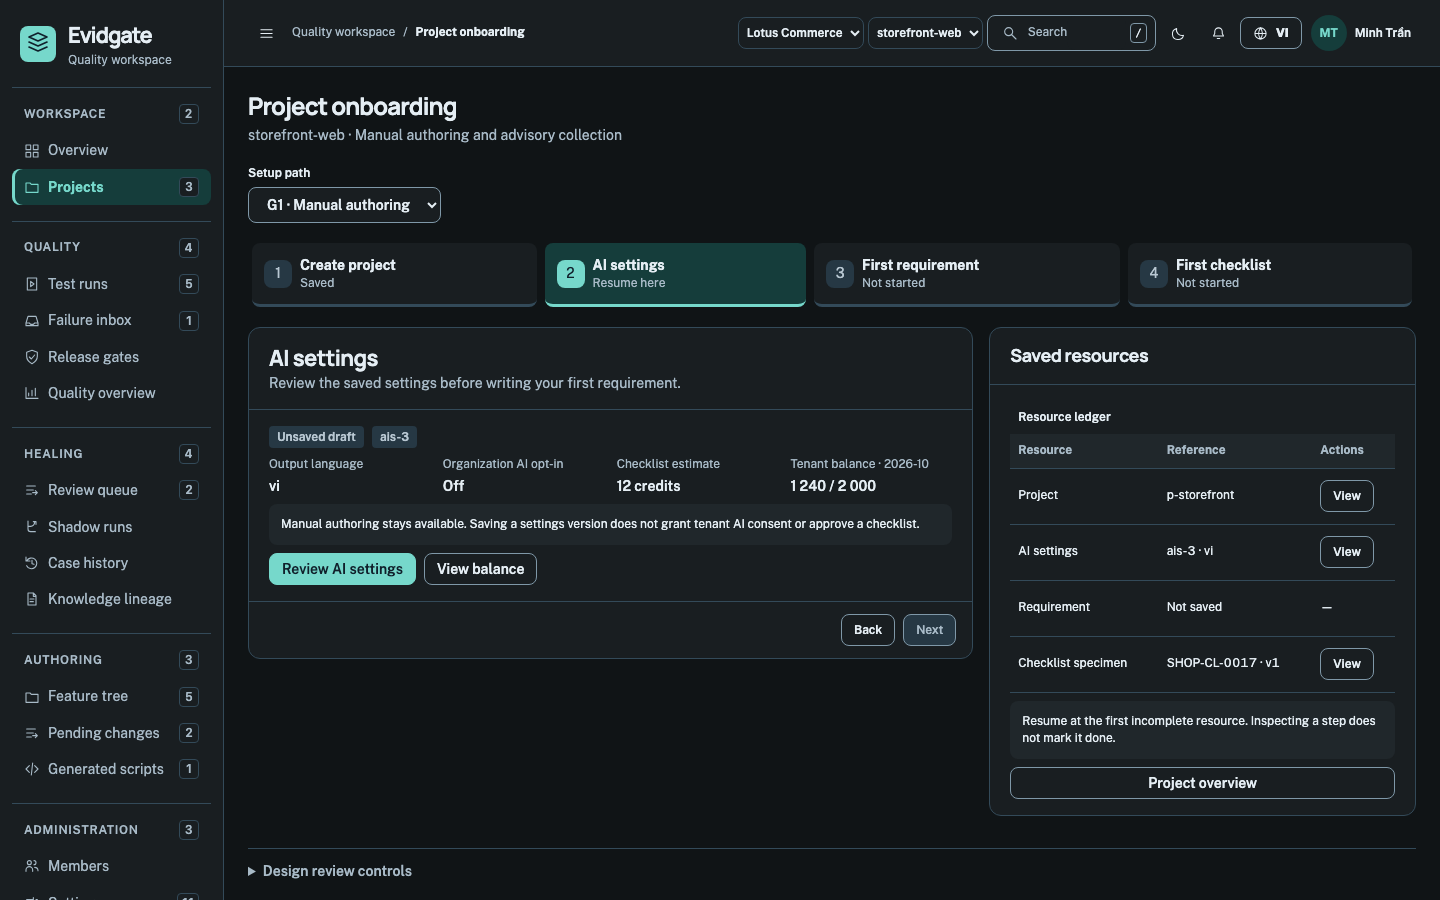 Evidgate
Quality workspace
WORKSPACE 2
Overview
Projects 3
QUALITY 4
Test runs 5
Failure inbox 1
Release gates
Quality overview
HEALING 4
Review queue 2
Shadow runs
Case history
Knowledge lineage
AUTHORING 3
Feature tree 5
Pending changes 2
Generated scripts 1
ADMINISTRATION 3
Members
Quality workspace / Project onboarding
Lotus Commerce
storefront-web
Search /
VI
MT Minh Trần
Project onboarding
storefront-web · Manual authoring and advisory collection
Setup path
G1 · Manual authoring
1 Create project
Saved
2 AI settings
Resume here
3 First requirement
Not started
4 First checklist
Not started
AI settings
Review the saved settings before writing your first requirement.
Unsaved draft ais-3
Output language Organization AI opt-in Checklist estimate Tenant balance · 2026-10
vi Off 12 credits 1 240 / 2 000
Manual authoring stays available. Saving a settings version does not grant tenant AI consent or approve a checklist.
Review AI settings View balance
Back Next
Saved resources
Resource ledger
Resource Reference Actions
Project p-storefront View
AI settings ais-3 · vi View
Requirement Not saved —
Checklist specimen SHOP-CL-0017 · v1 View
Resume at the first incomplete resource. Inspecting a step does
not mark it done.
Project overview
Design review controls